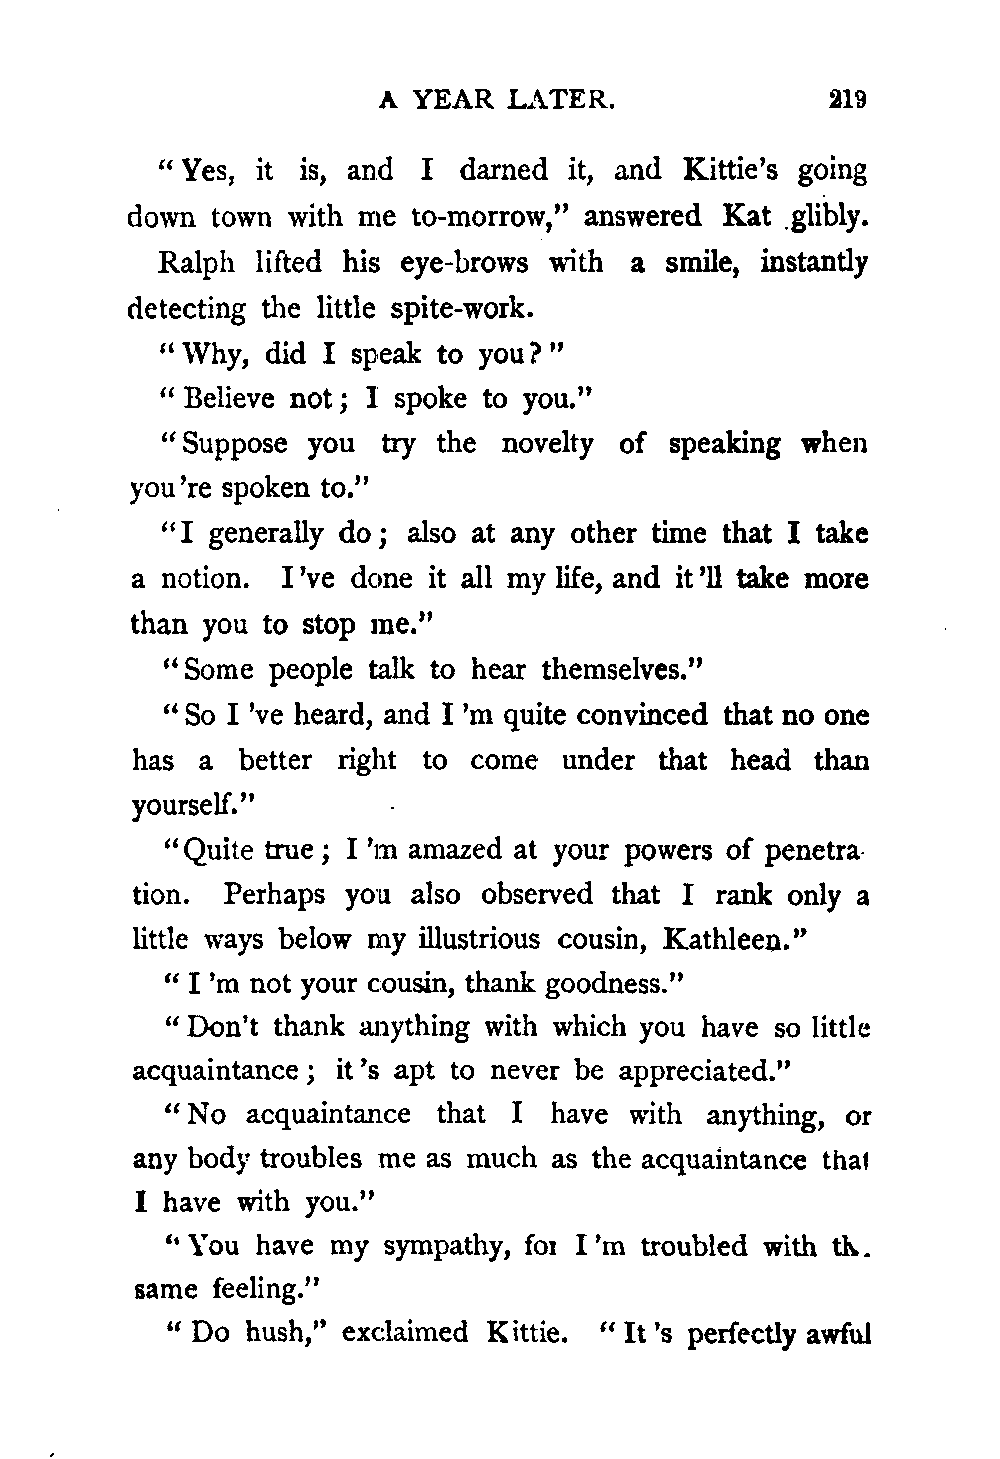 A YEAR LATER. 219
“Yes, it is, and I darned it, and Kittie’s going
down town with me to-morrow,” answered Kat glibly.
Ralph lifted his eye-brows with a smile, instantly
detecting the little spite-work.
“Why, did I speak to you?”
“Believe not; I spoke to you.”
“Suppose you try the novelty of speaking when
you’re spoken to.”
“I generally do; also at any other time that I take
a notion. I’ve done it all my life, and it’ll take more
than you to stop me.”
“Some people talk to hear themselves.”
“So I’ve heard, and I’m quite convinced that no one
has a better right to come under that head than
yourself.”
“Quite true; I’m amazed at your powers of penetra-
tion. Perhaps you also observed that I rank only a
little ways below my illustrious cousin, Kathleen.”
“I’m not your cousin, thank goodness.”
“Don’t thank anything with which you have so little
acquaintance; it’s apt to never be appreciated.”
“No acquaintance that I have with anything, or
any body troubles me as much as the acquaintance that
I have with you.”
“You have my sympathy, for I’m troubled with
same feeling.”
“Do hush,” exclaimed Kittie. “It’s perfectly awful